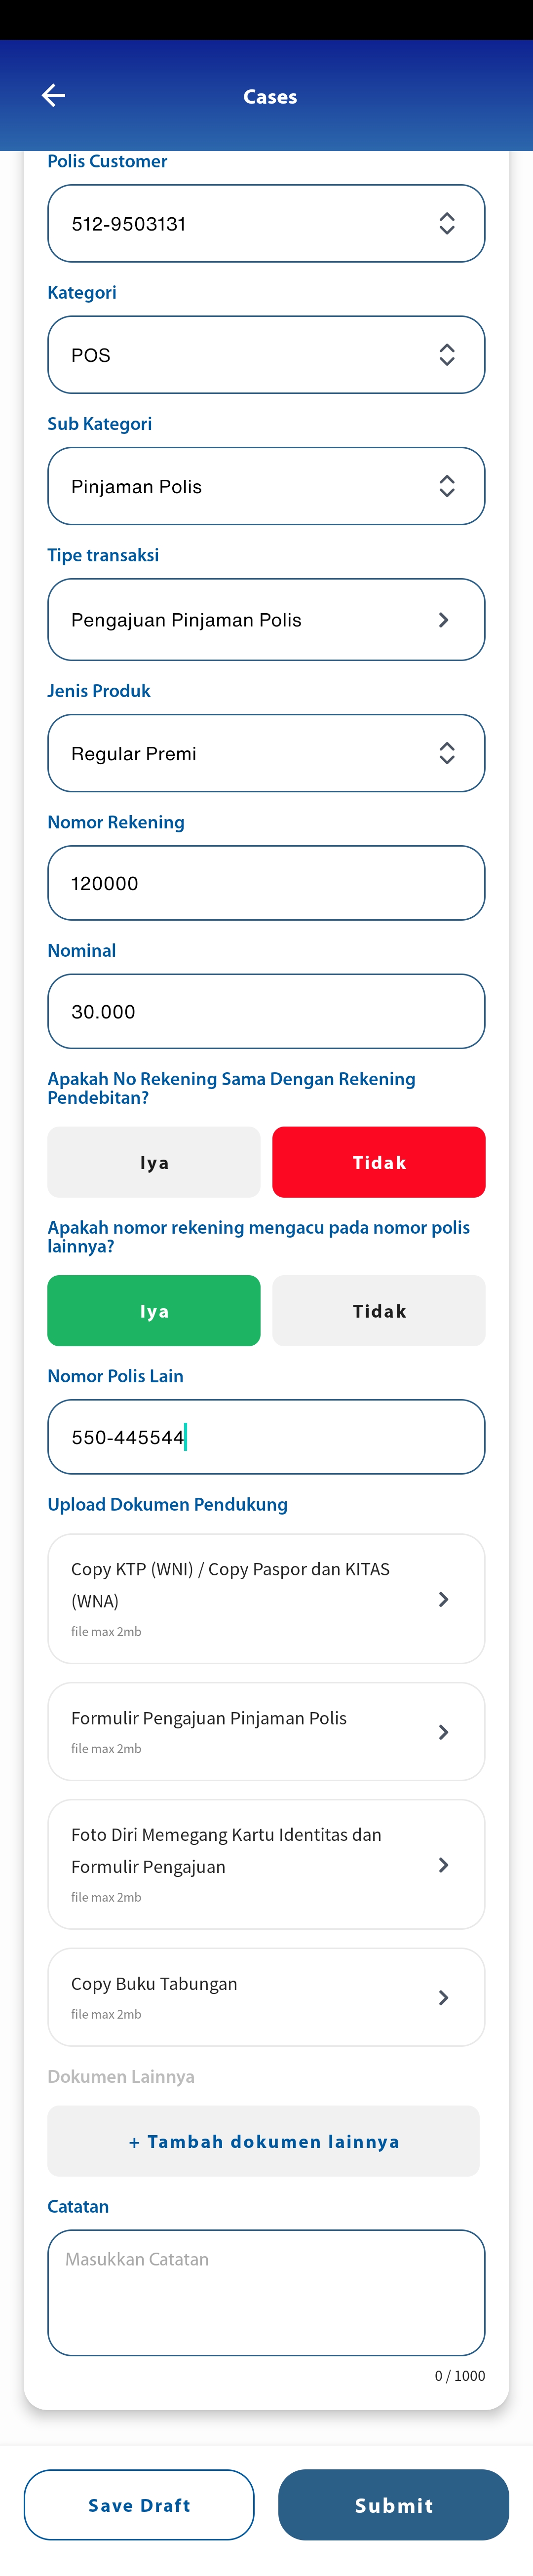 Cases
Polis Customer
512-9503131
Kategori
POS
Sub Kategori
Pinjaman Polis
Tipe transaksi
Pengajuan Pinjaman Polis
Jenis Produk
Regular Premi
Nomor Rekening
120000
Nominal
30.000
Apakah No Rekening Sama Dengan Rekening
Pendebitan?
Iya Tidak
Apakah nomor rekening mengacu pada nomor polis
lainnya?
Iya Tidak
Nomor Polis Lain
550-445544
Upload Dokumen Pendukung
Copy KTP (WNI) / Copy Paspor dan KITAS
(WNA)
file max 2mb
Formulir Pengajuan Pinjaman Polis
file max 2mb
Foto Diri Memegang Kartu Identitas dan
Formulir Pengajuan
file max 2mb
Copy Buku Tabungan
file max 2mb
Dokumen Lainnya
+ Tambah dokumen lainnya
Catatan
Masukkan Catatan
0 / 1000
Save Draft Submit